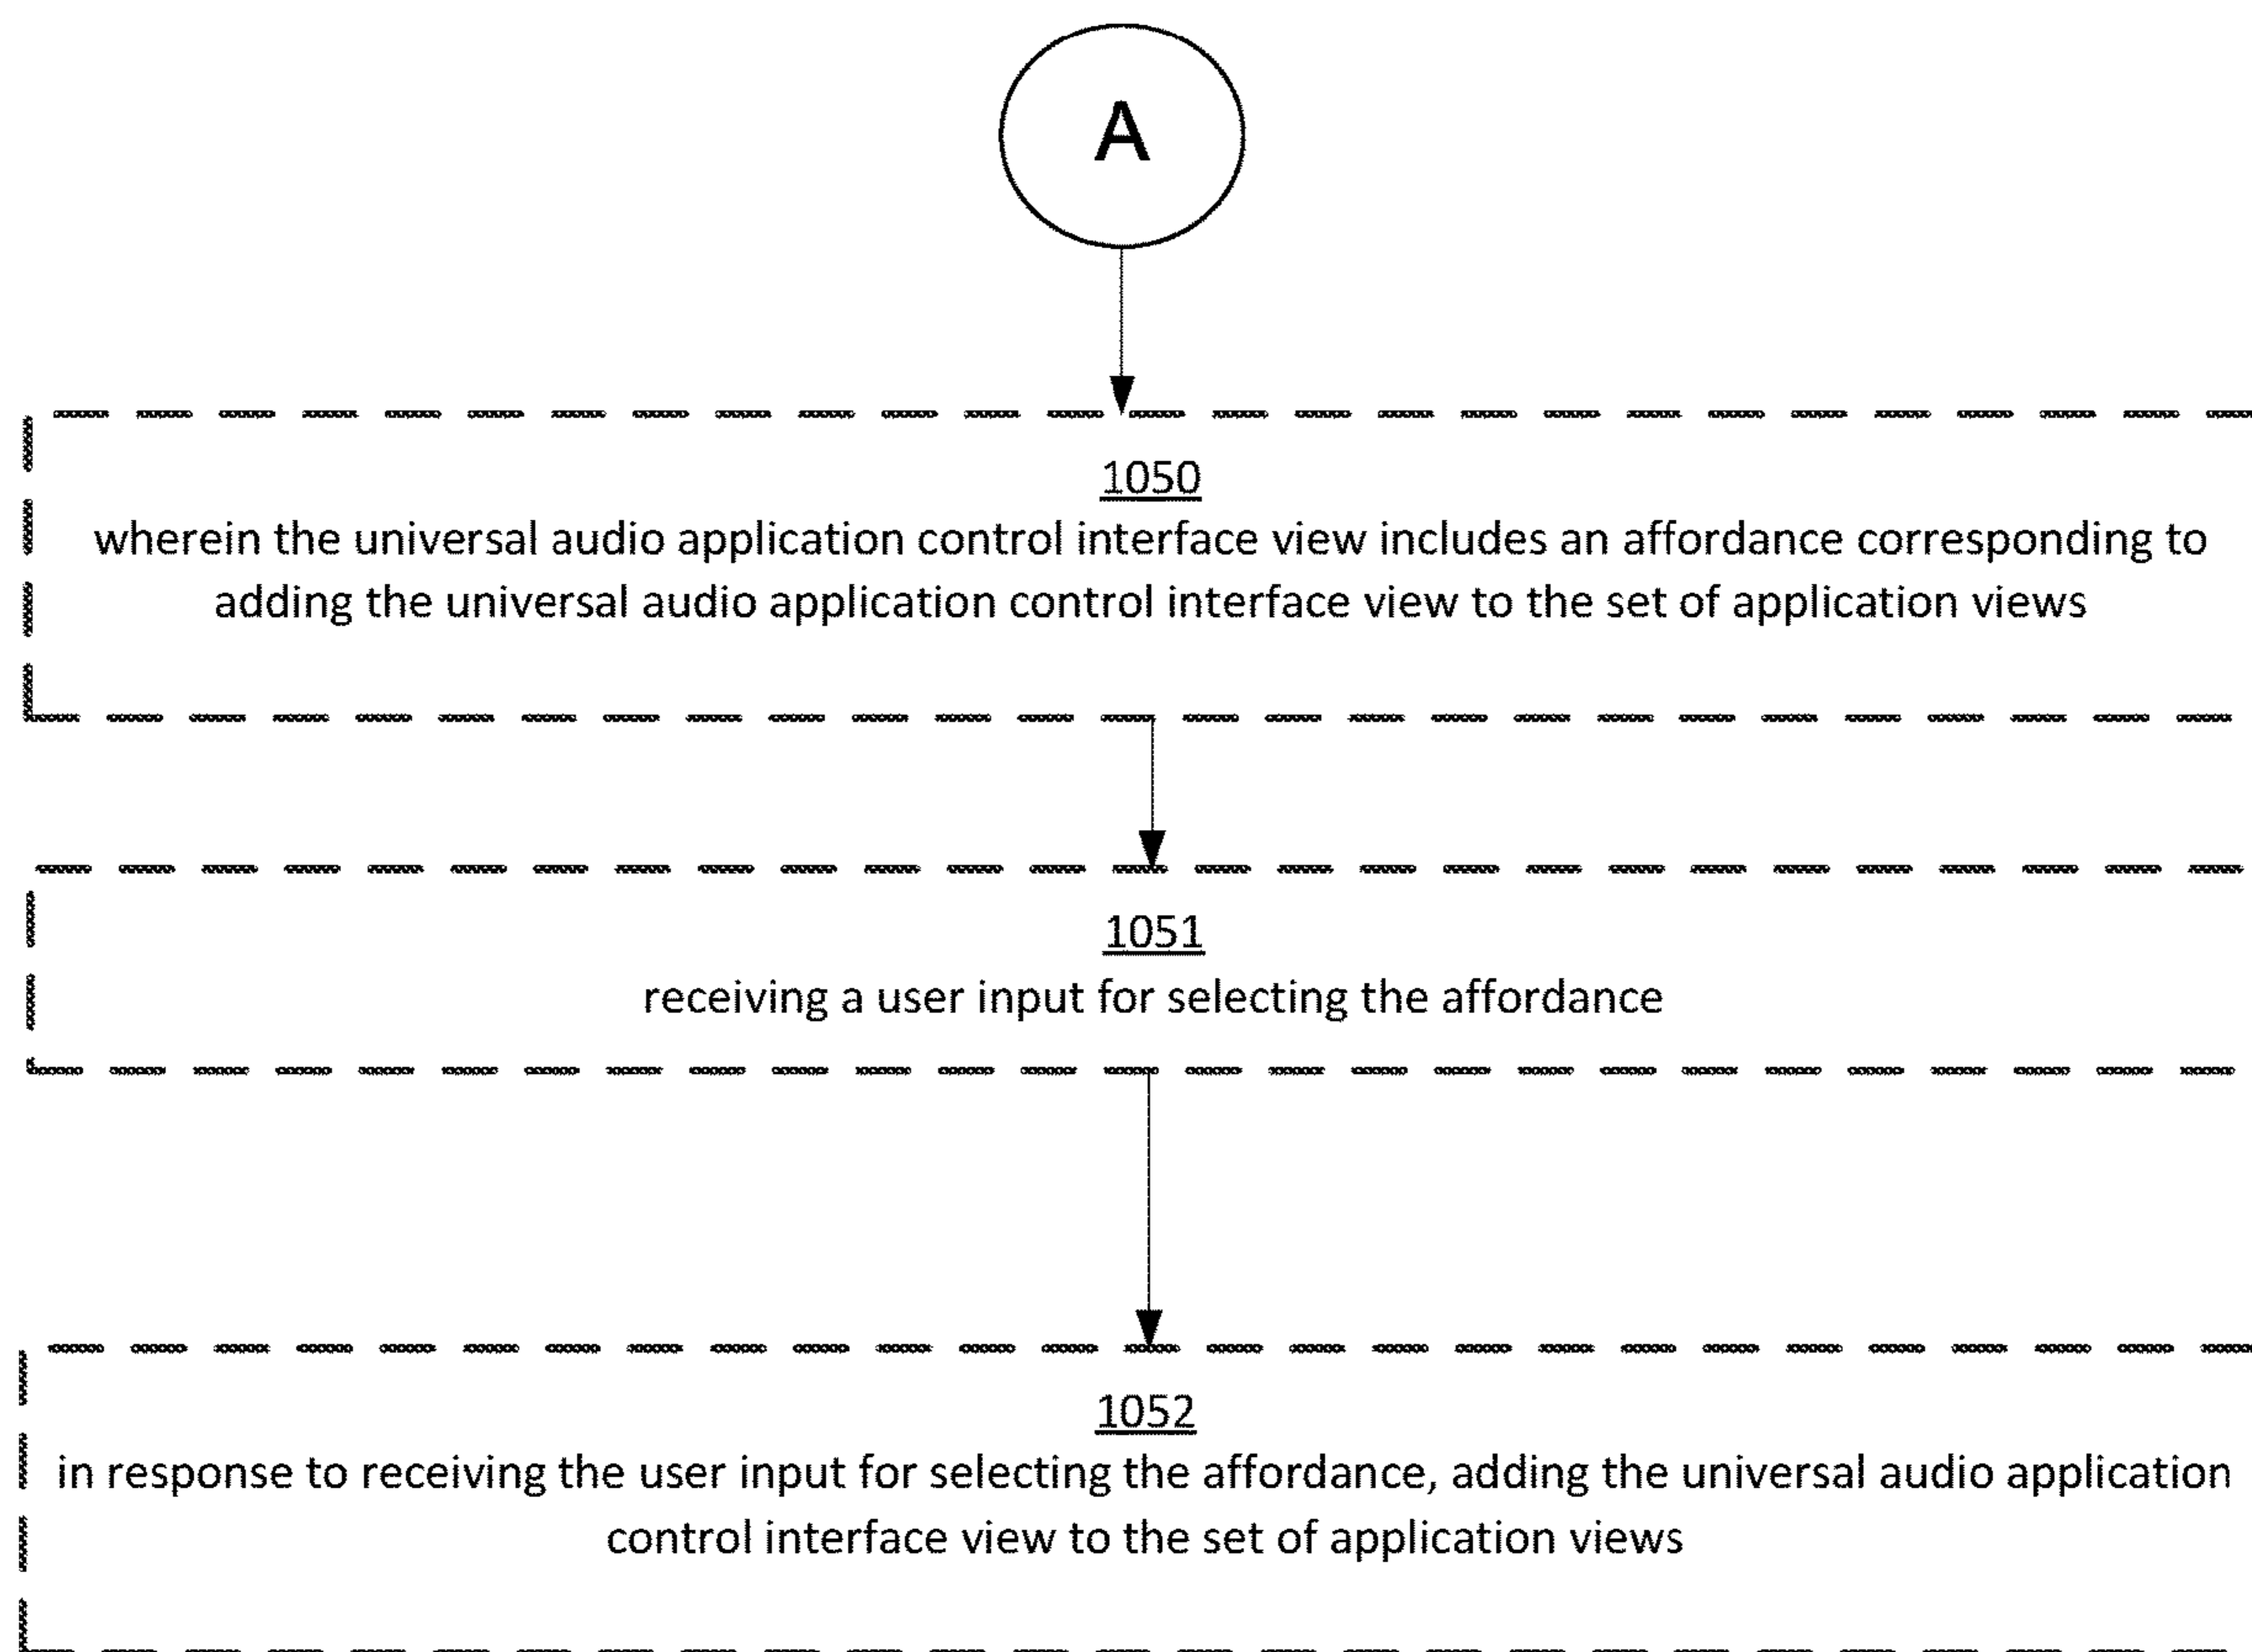 A
1050
wherein the universal audio application control interface view includes an affordance corresponding to
adding the universal audio application control interface view to the set of application views
1051
receiving a user input for selecting the affordance
1052
in response to receiving the user input for selecting the affordance, adding the universal audio application
control interface view to the set of application views